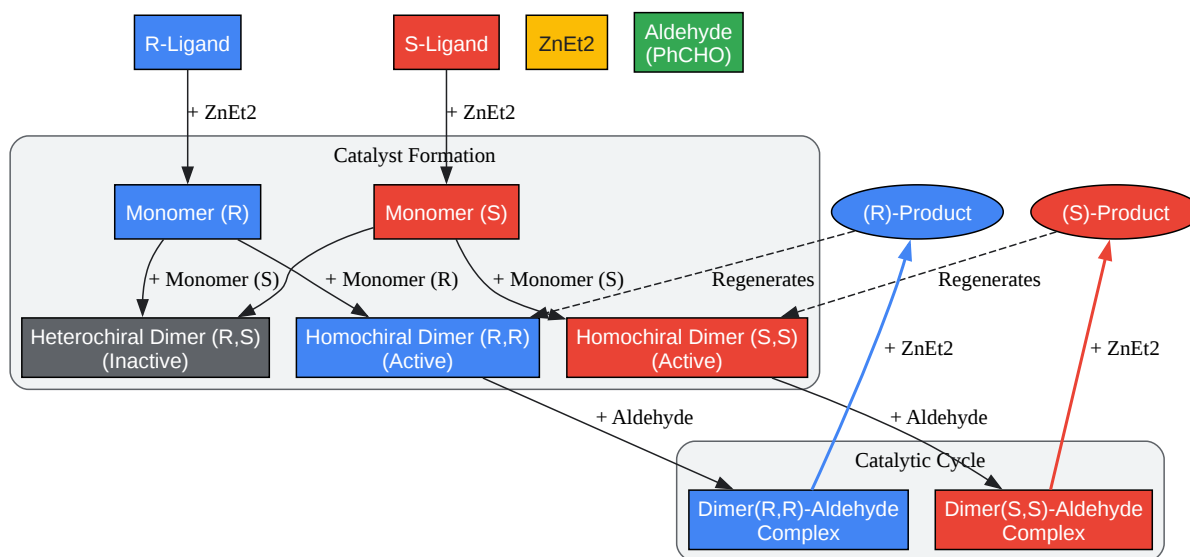 R-Ligand
S-Ligand
ZnEt2
Aldehyde
(PhCHO)
+ ZnEt2
+ ZnEt2
Catalyst Formation
Monomer (R)
Monomer (S)
(R)-Product
(S)-Product
+ Monomer (S)
+ Monomer (R)
+ Monomer (S)
Regenerates
Regenerates
Heterochiral Dimer (R,S)
(Inactive)
Homochiral Dimer (R,R)
(Active)
Homochiral Dimer (S,S)
(Active)
+ ZnEt2
+ ZnEt2
+ Aldehyde
+ Aldehyde
Catalytic Cycle
Dimer(R,R)-Aldehyde
Complex
Dimer(S,S)-Aldehyde
Complex